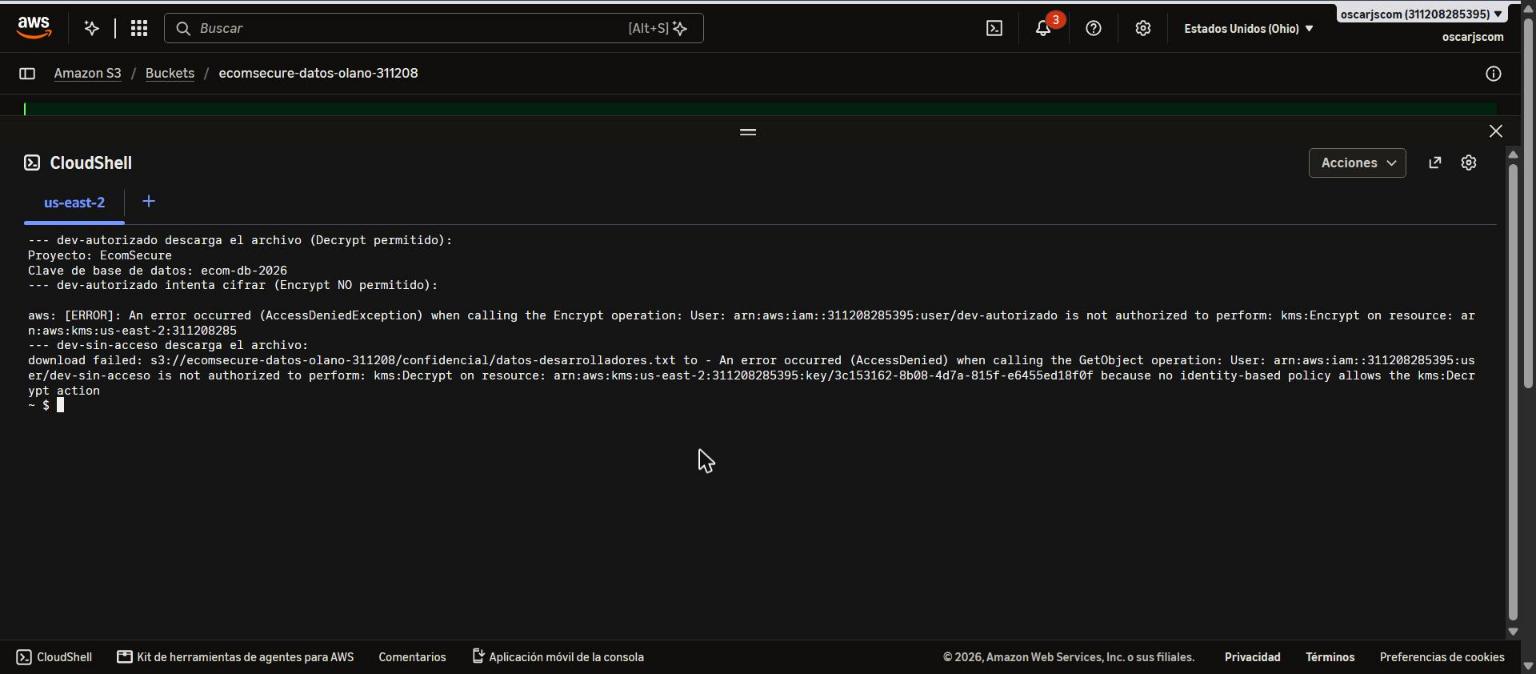 aws
Buscar
[Alt+S]
3
Estados Unidos (Ohio)
oscarjscom (311208285395)
oscarjscom
Amazon S3 / Buckets / ecomsecure-datos-olano-311208
CloudShell
Acciones
us-east-2
+
--- dev-autorizado descarga el archivo (Decrypt permitido):
Proyecto: EcomSecure
Clave de base de datos: ecom-db-2026
--- dev-autorizado intenta cifrar (Encrypt NO permitido):
aws: [ERROR]: An error occurred (AccessDeniedException) when calling the Encrypt operation: User: arn:aws:iam::311208285395:user/dev-autorizado is not authorized to perform: kms:Encrypt on resource: ar
n:aws:kms:us-east-2:311208285
--- dev-sin-acceso descarga el archivo:
download failed: s3://ecomsecure-datos-olano-311208/confidencial/datos-desarrolladores.txt to - An error occurred (AccessDenied) when calling the GetObject operation: User: arn:aws:iam::311208285395:us
er/dev-sin-acceso is not authorized to perform: kms:Decrypt on resource: arn:aws:kms:us-east-2:311208285395:key/3c153162-8b08-4d7a-815f-e6455ed18f0f because no identity-based policy allows the kms:Decr
ypt action
~ $
CloudShell
Kit de herramientas de agentes para AWS
Comentarios
Aplicación móvil de la consola
© 2026, Amazon Web Services, Inc. o sus filiales.
Privacidad
Términos
Preferencias de cookies